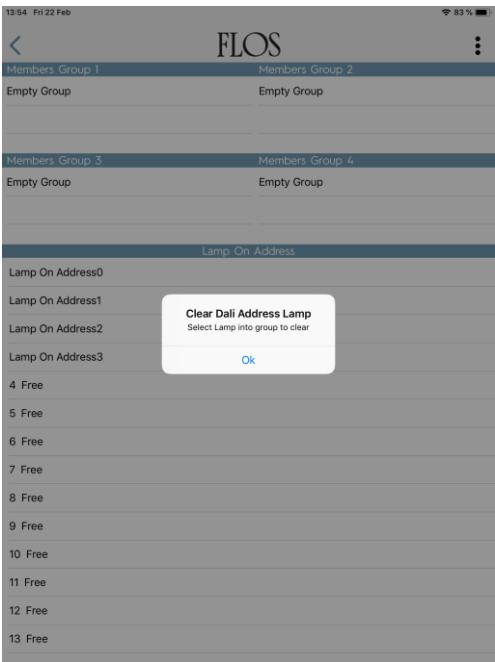 13:54 Fri 22 Feb 83 %
FLOS
Members Group 1 Members Group 2
Empty Group Empty Group
Members Group 3 Members Group 4
Empty Group Empty Group
Lamp On Address
Lamp On Address0
Lamp On Address1
Lamp On Address2
Lamp On Address3
Clear Dali Address Lamp
Select Lamp into group to clear
Ok
4 Free
5 Free
6 Free
7 Free
8 Free
9 Free
10 Free
11 Free
12 Free
13 Free